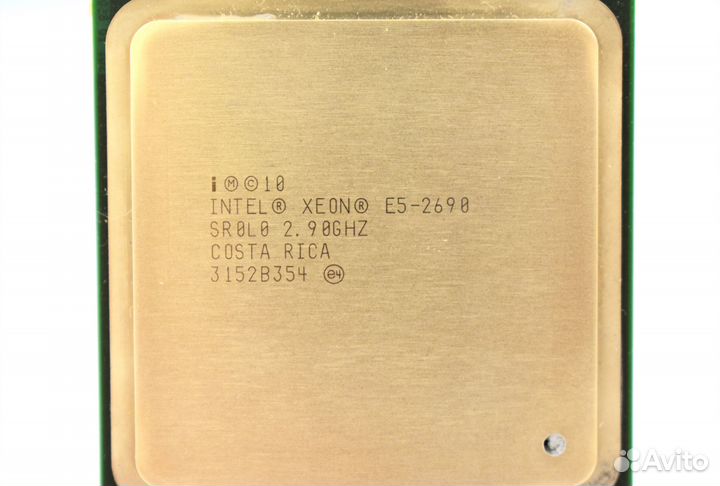 i Ⓜ © 10
INTEL® XEON® E5-2690
SR0L0 2.90GHZ
COSTA RICA
3152B354 e4
Avito